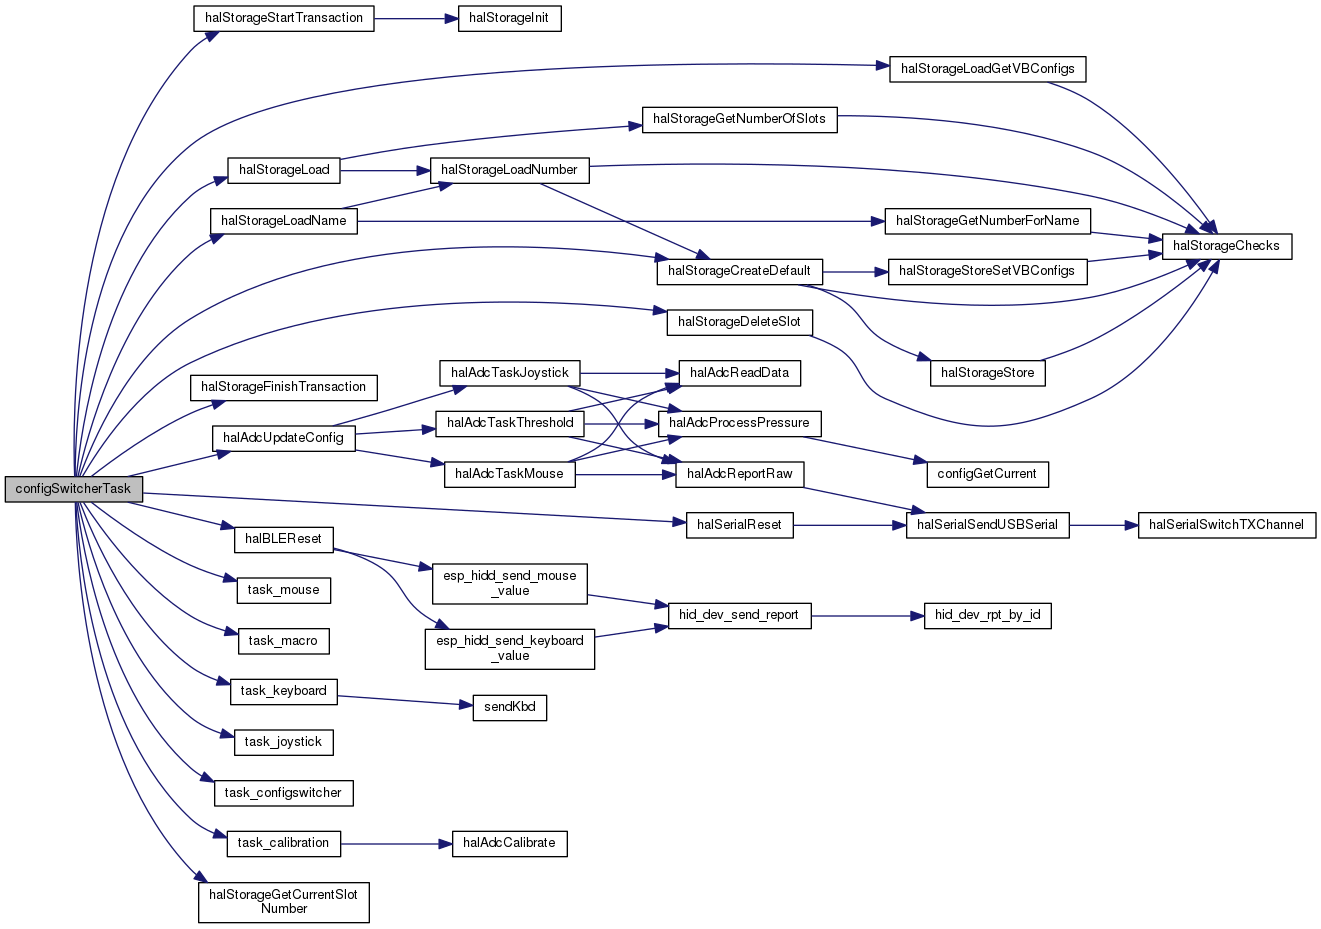 halStorageStartTransaction
halStorageInit
halStorageLoadGetVBConfigs
halStorageGetNumberOfSlots
halStorageLoad
halStorageLoadNumber
halStorageLoadName
halStorageGetNumberForName
halStorageChecks
halStorageCreateDefault
halStorageStoreSetVBConfigs
halStorageDeleteSlot
halStorageFinishTransaction
halAdcTaskJoystick
halAdcReadData
halStorageStore
halAdcUpdateConfig
halAdcTaskThreshold
halAdcProcessPressure
halAdcTaskMouse
halAdcReportRaw
configGetCurrent
configSwitcherTask
halSerialReset
halSerialSendUSBSerial
halSerialSwitchTXChannel
halBLEReset
esp_hidd_send_mouse
_value
task_mouse
hid_dev_send_report
hid_dev_rpt_by_id
task_macro
esp_hidd_send_keyboard
_value
task_keyboard
sendKbd
task_joystick
task_configswitcher
task_calibration
halAdcCalibrate
halStorageGetCurrentSlot
Number